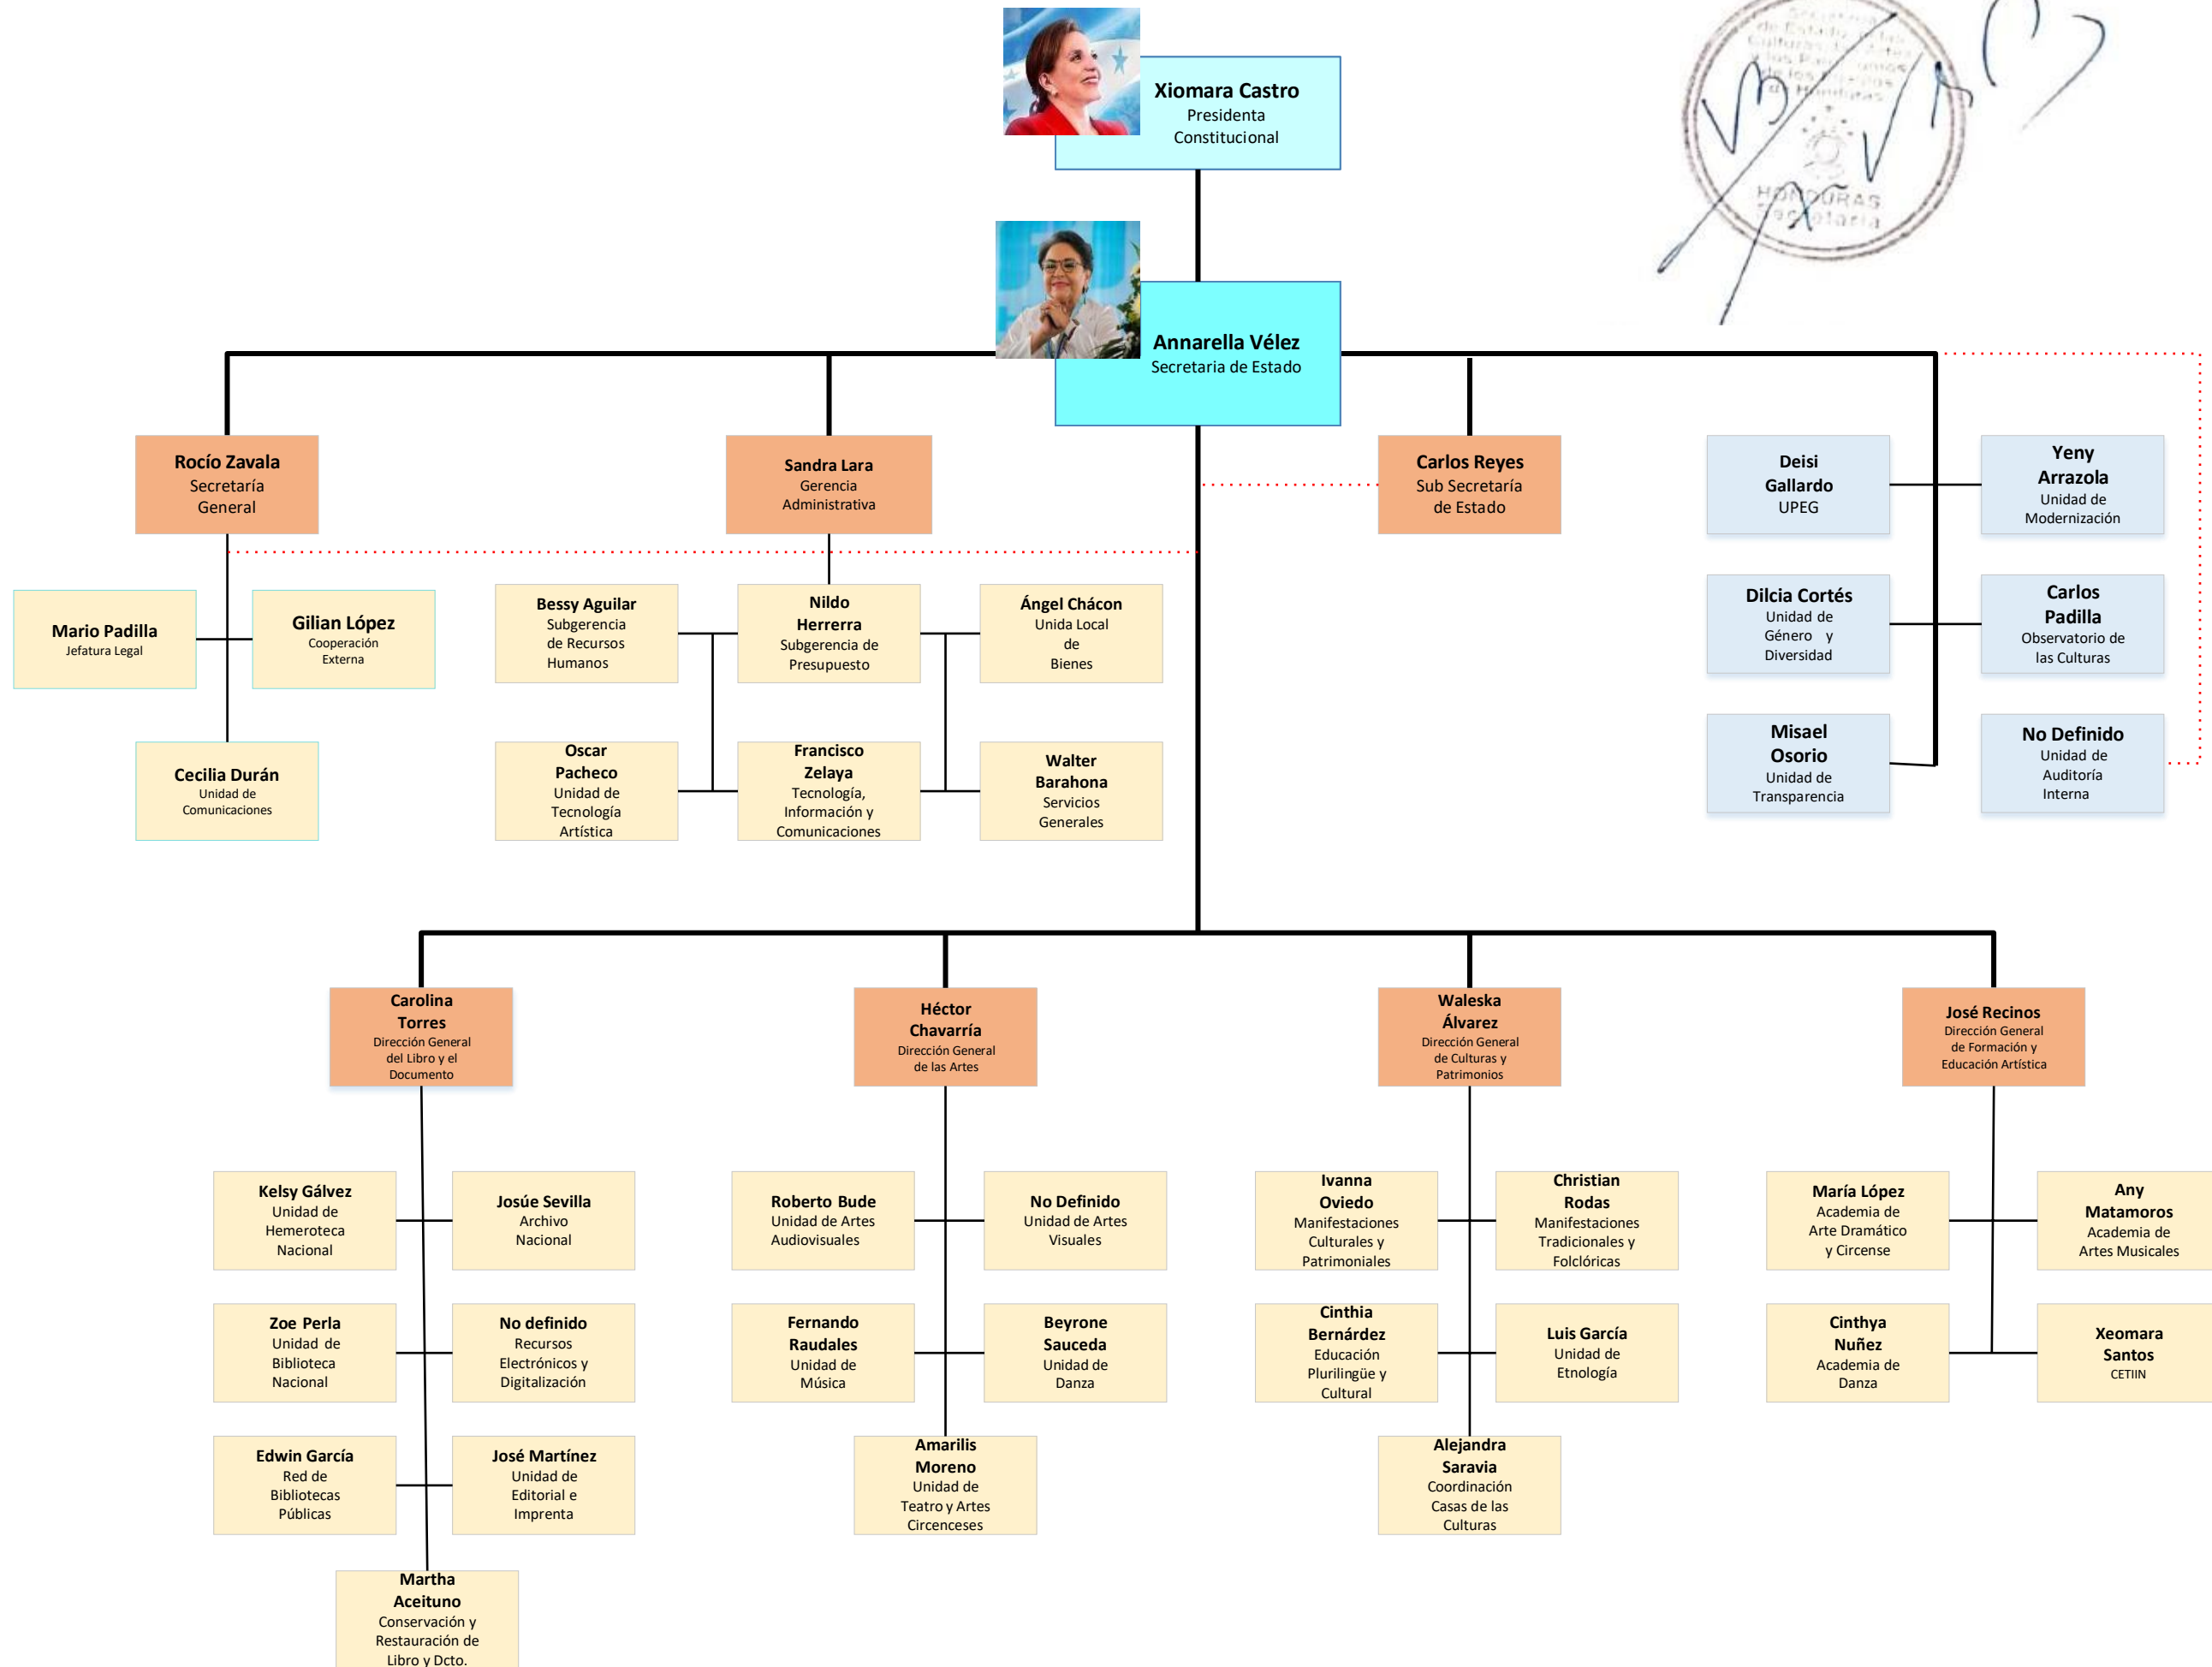 Secretaria
de Estado
de Honduras
HONDURAS
Secretaria
Xiomara Castro
Presidenta
Constitucional
Annarella Vélez
Secretaria de Estado
Rocío Zavala
Secretaría
General
Sandra Lara
Gerencia
Administrativa
Carlos Reyes
Sub Secretaría
de Estado
Deisi
Gallardo
UPEG
Yeny
Arrazola
Unidad de
Modernización
Mario Padilla
Jefatura Legal
Gilian López
Cooperación
Externa
Bessy Aguilar
Subgerencia
de Recursos
Humanos
Nildo
Herrerra
Subgerencia de
Presupuesto
Ángel Chácon
Unida Local
de
Bienes
Dilcia Cortés
Unidad de
Género y
Diversidad
Carlos
Padilla
Observatorio de
las Culturas
Cecilia Durán
Unidad de
Comunicaciones
Oscar
Pacheco
Unidad de
Tecnología
Artística
Francisco
Zelaya
Tecnología,
Información y
Comunicaciones
Walter
Barahona
Servicios
Generales
Misael
Osorio
Unidad de
Transparencia
No Definido
Unidad de
Auditoría
Interna
Carolina
Torres
Dirección General
del Libro y el
Documento
Héctor
Chavarría
Dirección General
de las Artes
Waleska
Álvarez
Dirección General
de Culturas y
Patrimonios
José Recinos
Dirección General
de Formación y
Educación Artística
Kelsy Gálvez
Unidad de
Hemeroteca
Nacional
Josúe Sevilla
Archivo
Nacional
Roberto Bude
Unidad de Artes
Audiovisuales
No Definido
Unidad de Artes
Visuales
Ivanna
Oviedo
Manifestaciones
Culturales y
Patrimoniales
Christian
Rodas
Manifestaciones
Tradicionales y
Folclóricas
María López
Academia de
Arte Dramático
y Circense
Any
Matamoros
Academia de
Artes Musicales
Zoe Perla
Unidad de
Biblioteca
Nacional
No definido
Recursos
Electrónicos y
Digitalización
Fernando
Raudales
Unidad de
Música
Beyrone
Sauceda
Unidad de
Danza
Cinthia
Bernárdez
Educación
Plurilingüe y
Cultural
Luis García
Unidad de
Etnología
Cinthya
Nuñez
Academia de
Danza
Xeomara
Santos
CETIIN
Edwin García
Red de
Bibliotecas
Públicas
José Martínez
Unidad de
Editorial e
Imprenta
Amarilis
Moreno
Unidad de
Teatro y Artes
Circenceses
Alejandra
Saravia
Coordinación
Casas de las
Culturas
Martha
Aceituno
Conservación y
Restauración de
Libro y Dcto.